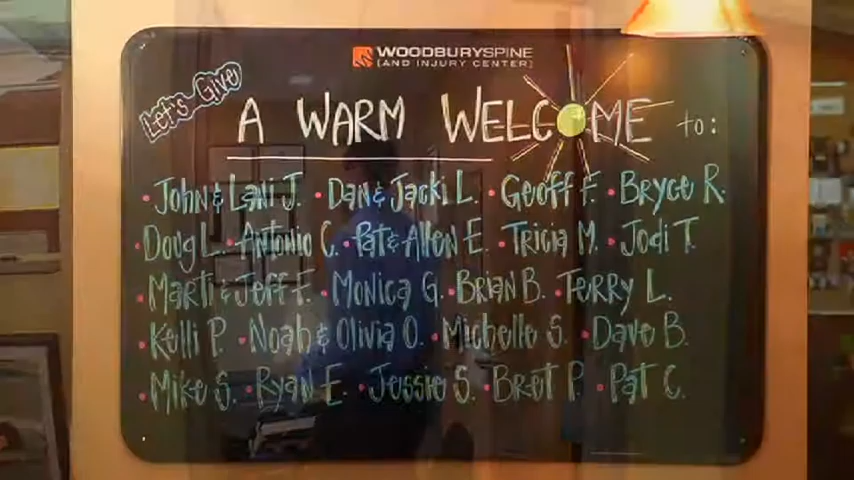 WOODBURYSPINE
[AND INJURY CENTER]
Let's Give
A WARM WELCOME to:
• John & Lani J. • Dan & Jacki L. • Geoff F. • Bryce R.
• Doug L. • Antonio C. • Pat & Allen E. • Tricia M. • Jodi T.
• Marti & Jeff F. • Monica G. • Brian B. • Terry L.
• Kelli P. • Noah & Olivia O. • Michelle S. • Dave B.
• Mike S. • Ryan E. • Jessie S. • Bret P. • Pat C.